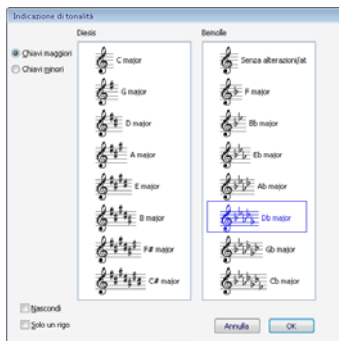 Indicazione di tonalità
Diesis
Bemolle
Chiavi maggiori
Chiavi minori
C major
G major
D major
A major
E major
B major
F# major
C# major
Senza alterazioni/at
F major
Bb major
Eb major
Ab major
Db major
Gb major
Cb major
Nascondi
Solo un rigo
Annulla
OK